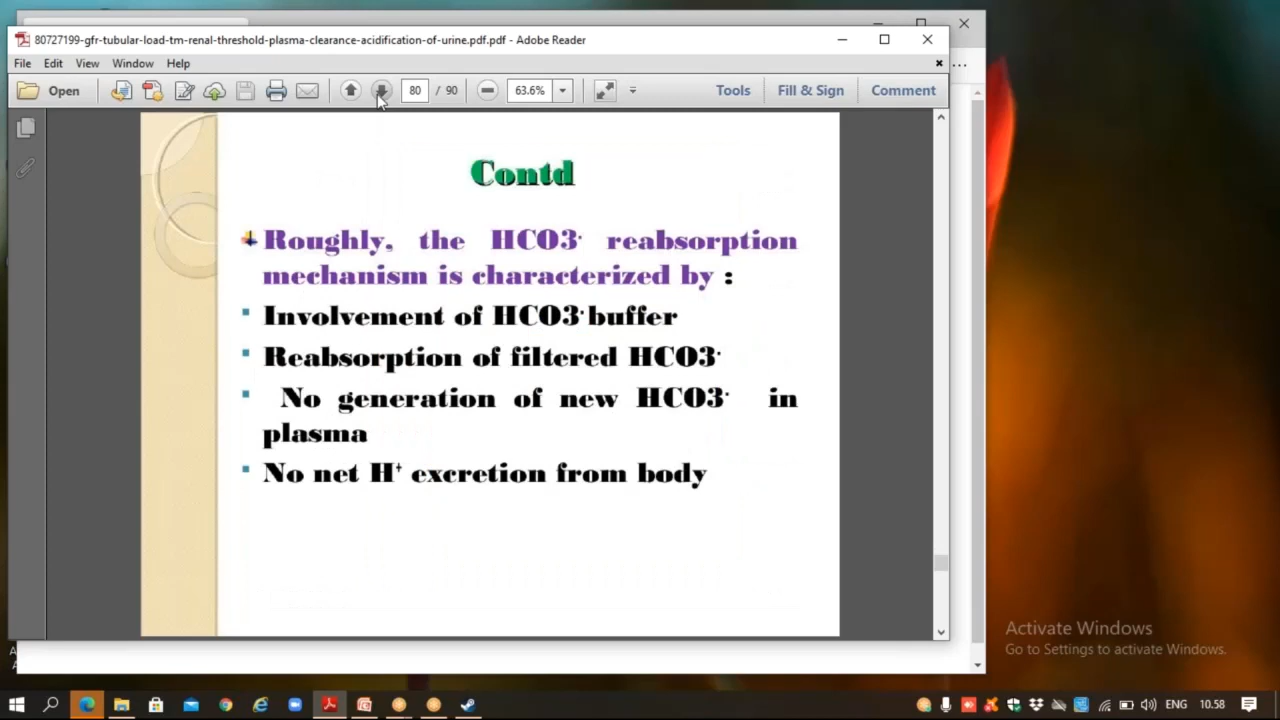 80727199-gfr-tubular-load-tm-renal-threshold-plasma-clearance-acidification-of-urine.pdf.pdf - Adobe Reader
File Edit View Window Help
Open 80 / 90 63.6% Tools Fill & Sign Comment
Contd
Roughly, the HCO3- reabsorption
mechanism is characterized by :
Involvement of HCO3-buffer
Reabsorption of filtered HCO3-
No generation of new HCO3- in
plasma
No net H+ excretion from body
Activate Windows
Go to Settings to activate Windows.
ENG 10.58